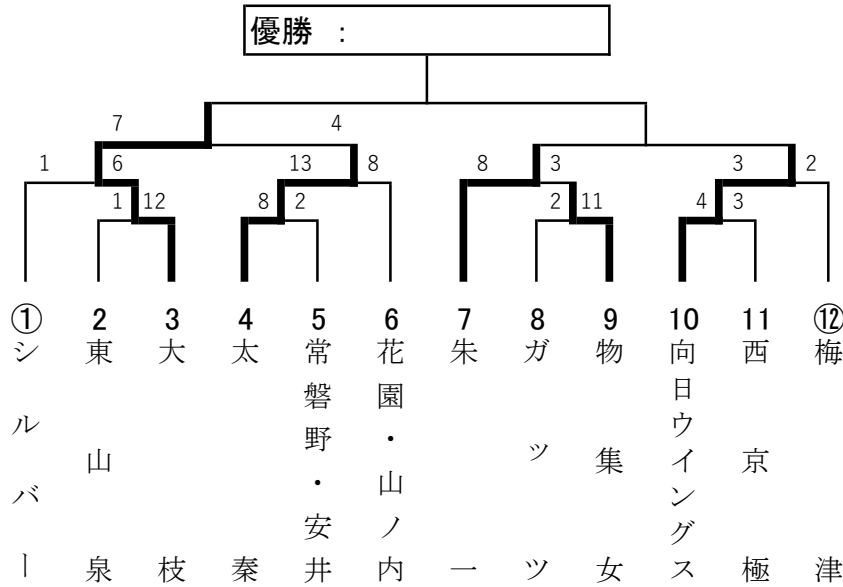 優勝 :
7 4
1 6 13 8 8 3 3 2
1 12 8 2 2 11 4 3
① 2 3 4 5 6 7 8 9 10 11 ⑫
シルバー
東山泉
大枝
太秦
常磐野・安井
花園・山ノ内
朱一
ガッツ
物集女
向日ウイングス
西京極
梅津